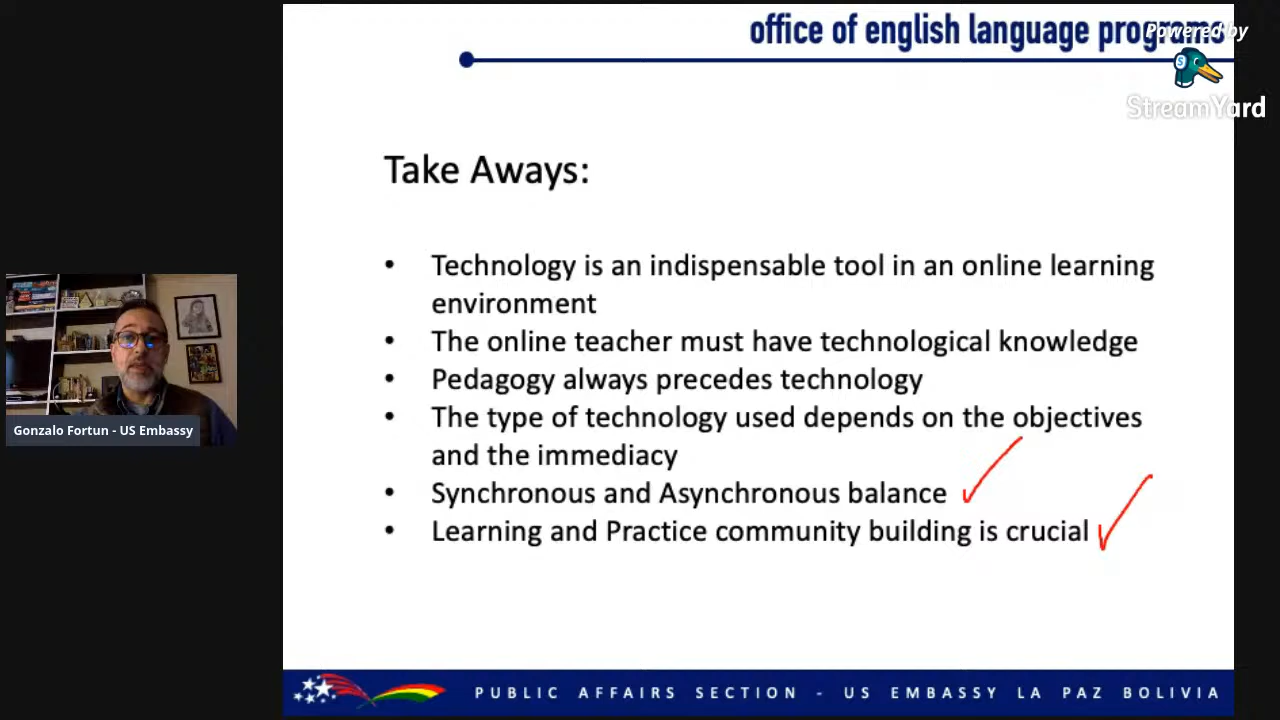 office of english language programs
Powered by
StreamYard
Take Aways:
• Technology is an indispensable tool in an online learning
environment
• The online teacher must have technological knowledge
• Pedagogy always precedes technology
• The type of technology used depends on the objectives
and the immediacy
• Synchronous and Asynchronous balance
• Learning and Practice community building is crucial
Gonzalo Fortun - US Embassy
PUBLIC AFFAIRS SECTION - US EMBASSY LA PAZ BOLIVIA